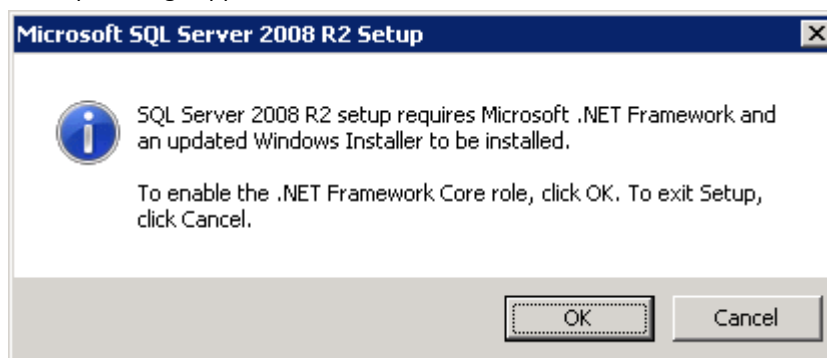 Microsoft SQL Server 2008 R2 Setup
SQL Server 2008 R2 setup requires Microsoft .NET Framework and
an updated Windows Installer to be installed.
To enable the .NET Framework Core role, click OK. To exit Setup,
click Cancel.
OK
Cancel